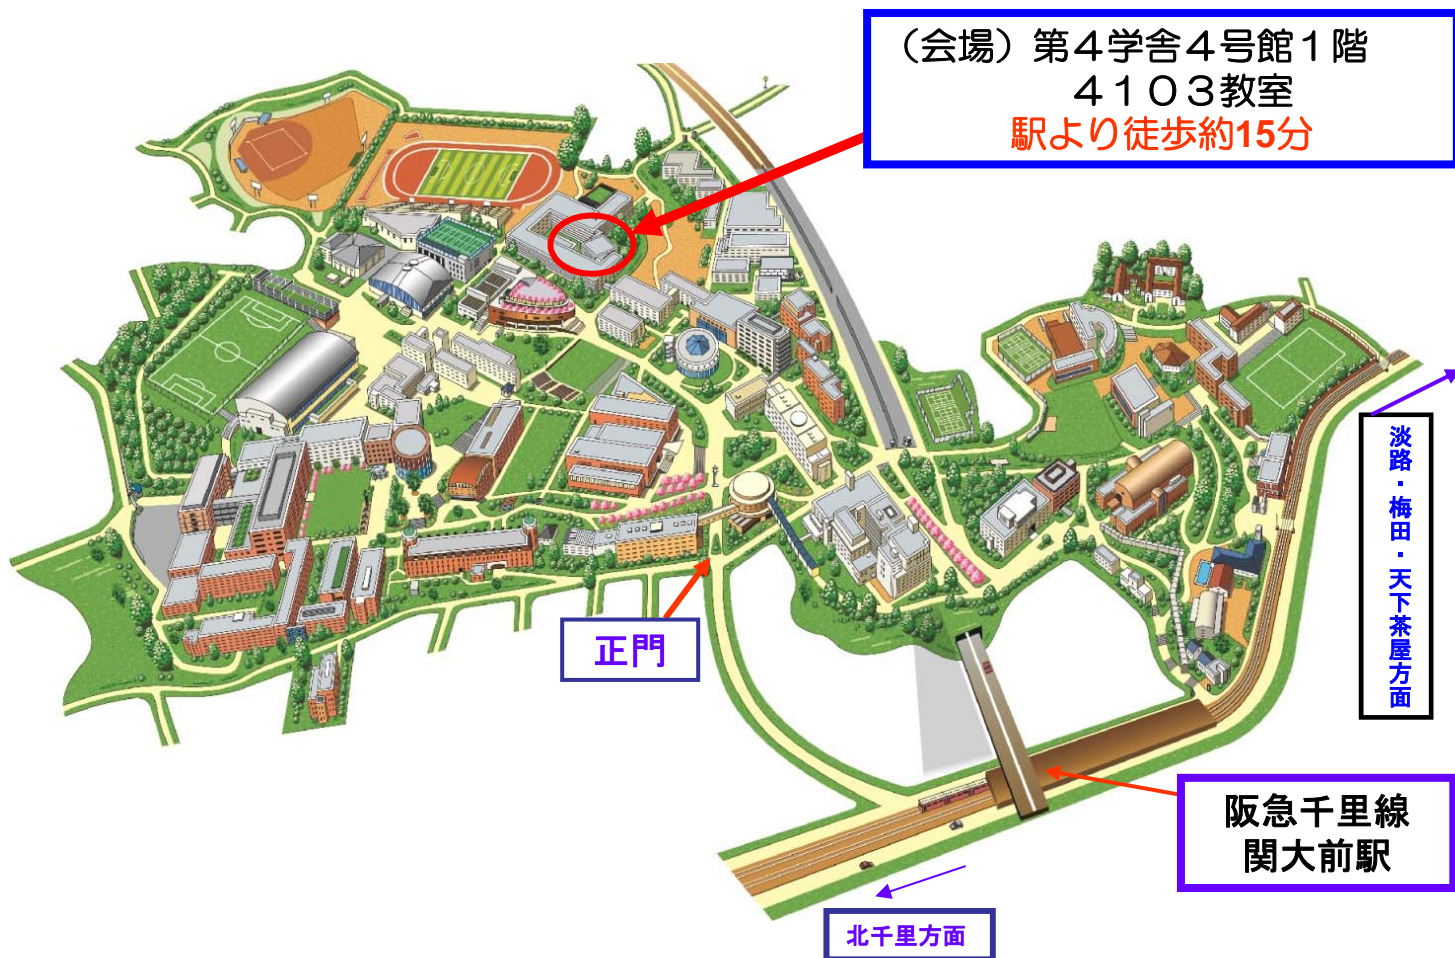 （会場）第４学舎４号館１階
４１０３教室
駅より徒歩約15分
淡路・梅田・天下茶屋方面
正門
阪急千里線
関大前駅
北千里方面